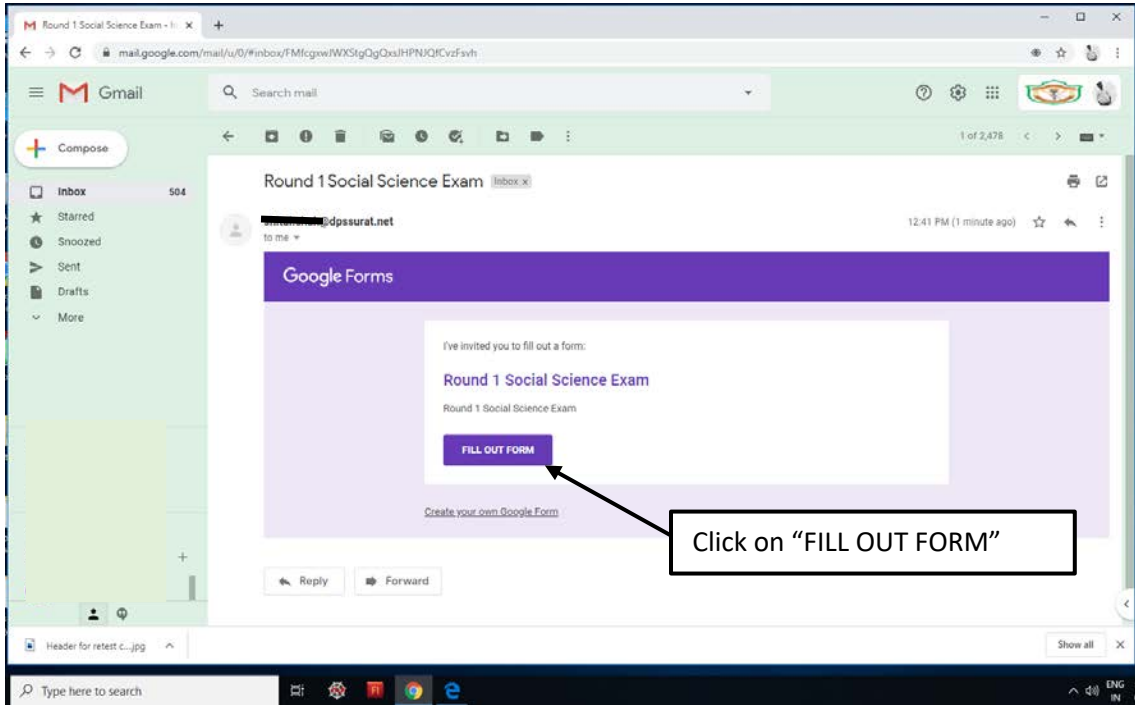 Round 1 Social Science Exam - In
mail.google.com/mail/u/0/#inbox/
Gmail
Search mail
Compose
1 of 2,478
Round 1 Social Science Exam Inbox x
Inbox 504
@dpssurat.net
12:41 PM (1 minute ago)
Starred
to me
Snoozed
Sent
Google Forms
Drafts
More
I've invited you to fill out a form:
Round 1 Social Science Exam
Round 1 Social Science Exam
FILL OUT FORM
Create your own Google Form
Click on “FILL OUT FORM”
Reply Forward
Header for retest c...jpg
Show all
Type here to search
ENG
IN